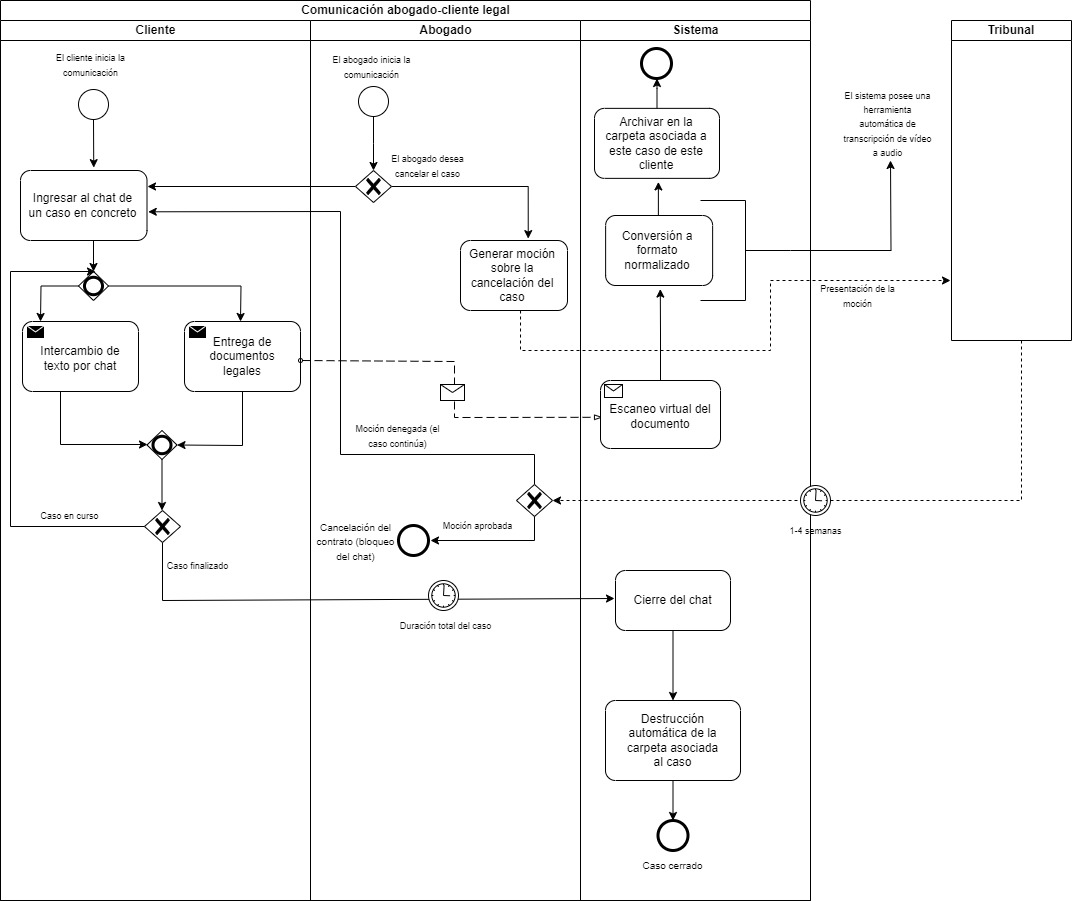 Comunicación abogado-cliente legal
Cliente
Abogado
Sistema
Tribunal
El cliente inicia la
comunicación
El abogado inicia la
comunicación
El abogado desea
cancelar el caso
Ingresar al chat de
un caso en concreto
Generar moción
sobre la
cancelación del
caso
Archivar en la
carpeta asociada a
este caso de este
cliente
Conversión a
formato
normalizado
El sistema posee una
herramienta
automática de
transcripción de vídeo
a audio
Presentación de la
moción
Intercambio de
texto por chat
Entrega de
documentos
legales
Escaneo virtual del
documento
Moción denegada (el
caso continúa)
Caso en curso
Cancelación del
contrato (bloqueo
del chat)
Moción aprobada
1-4 semanas
Caso finalizado
Duración total del caso
Cierre del chat
Destrucción
automática de la
carpeta asociada
al caso
Caso cerrado